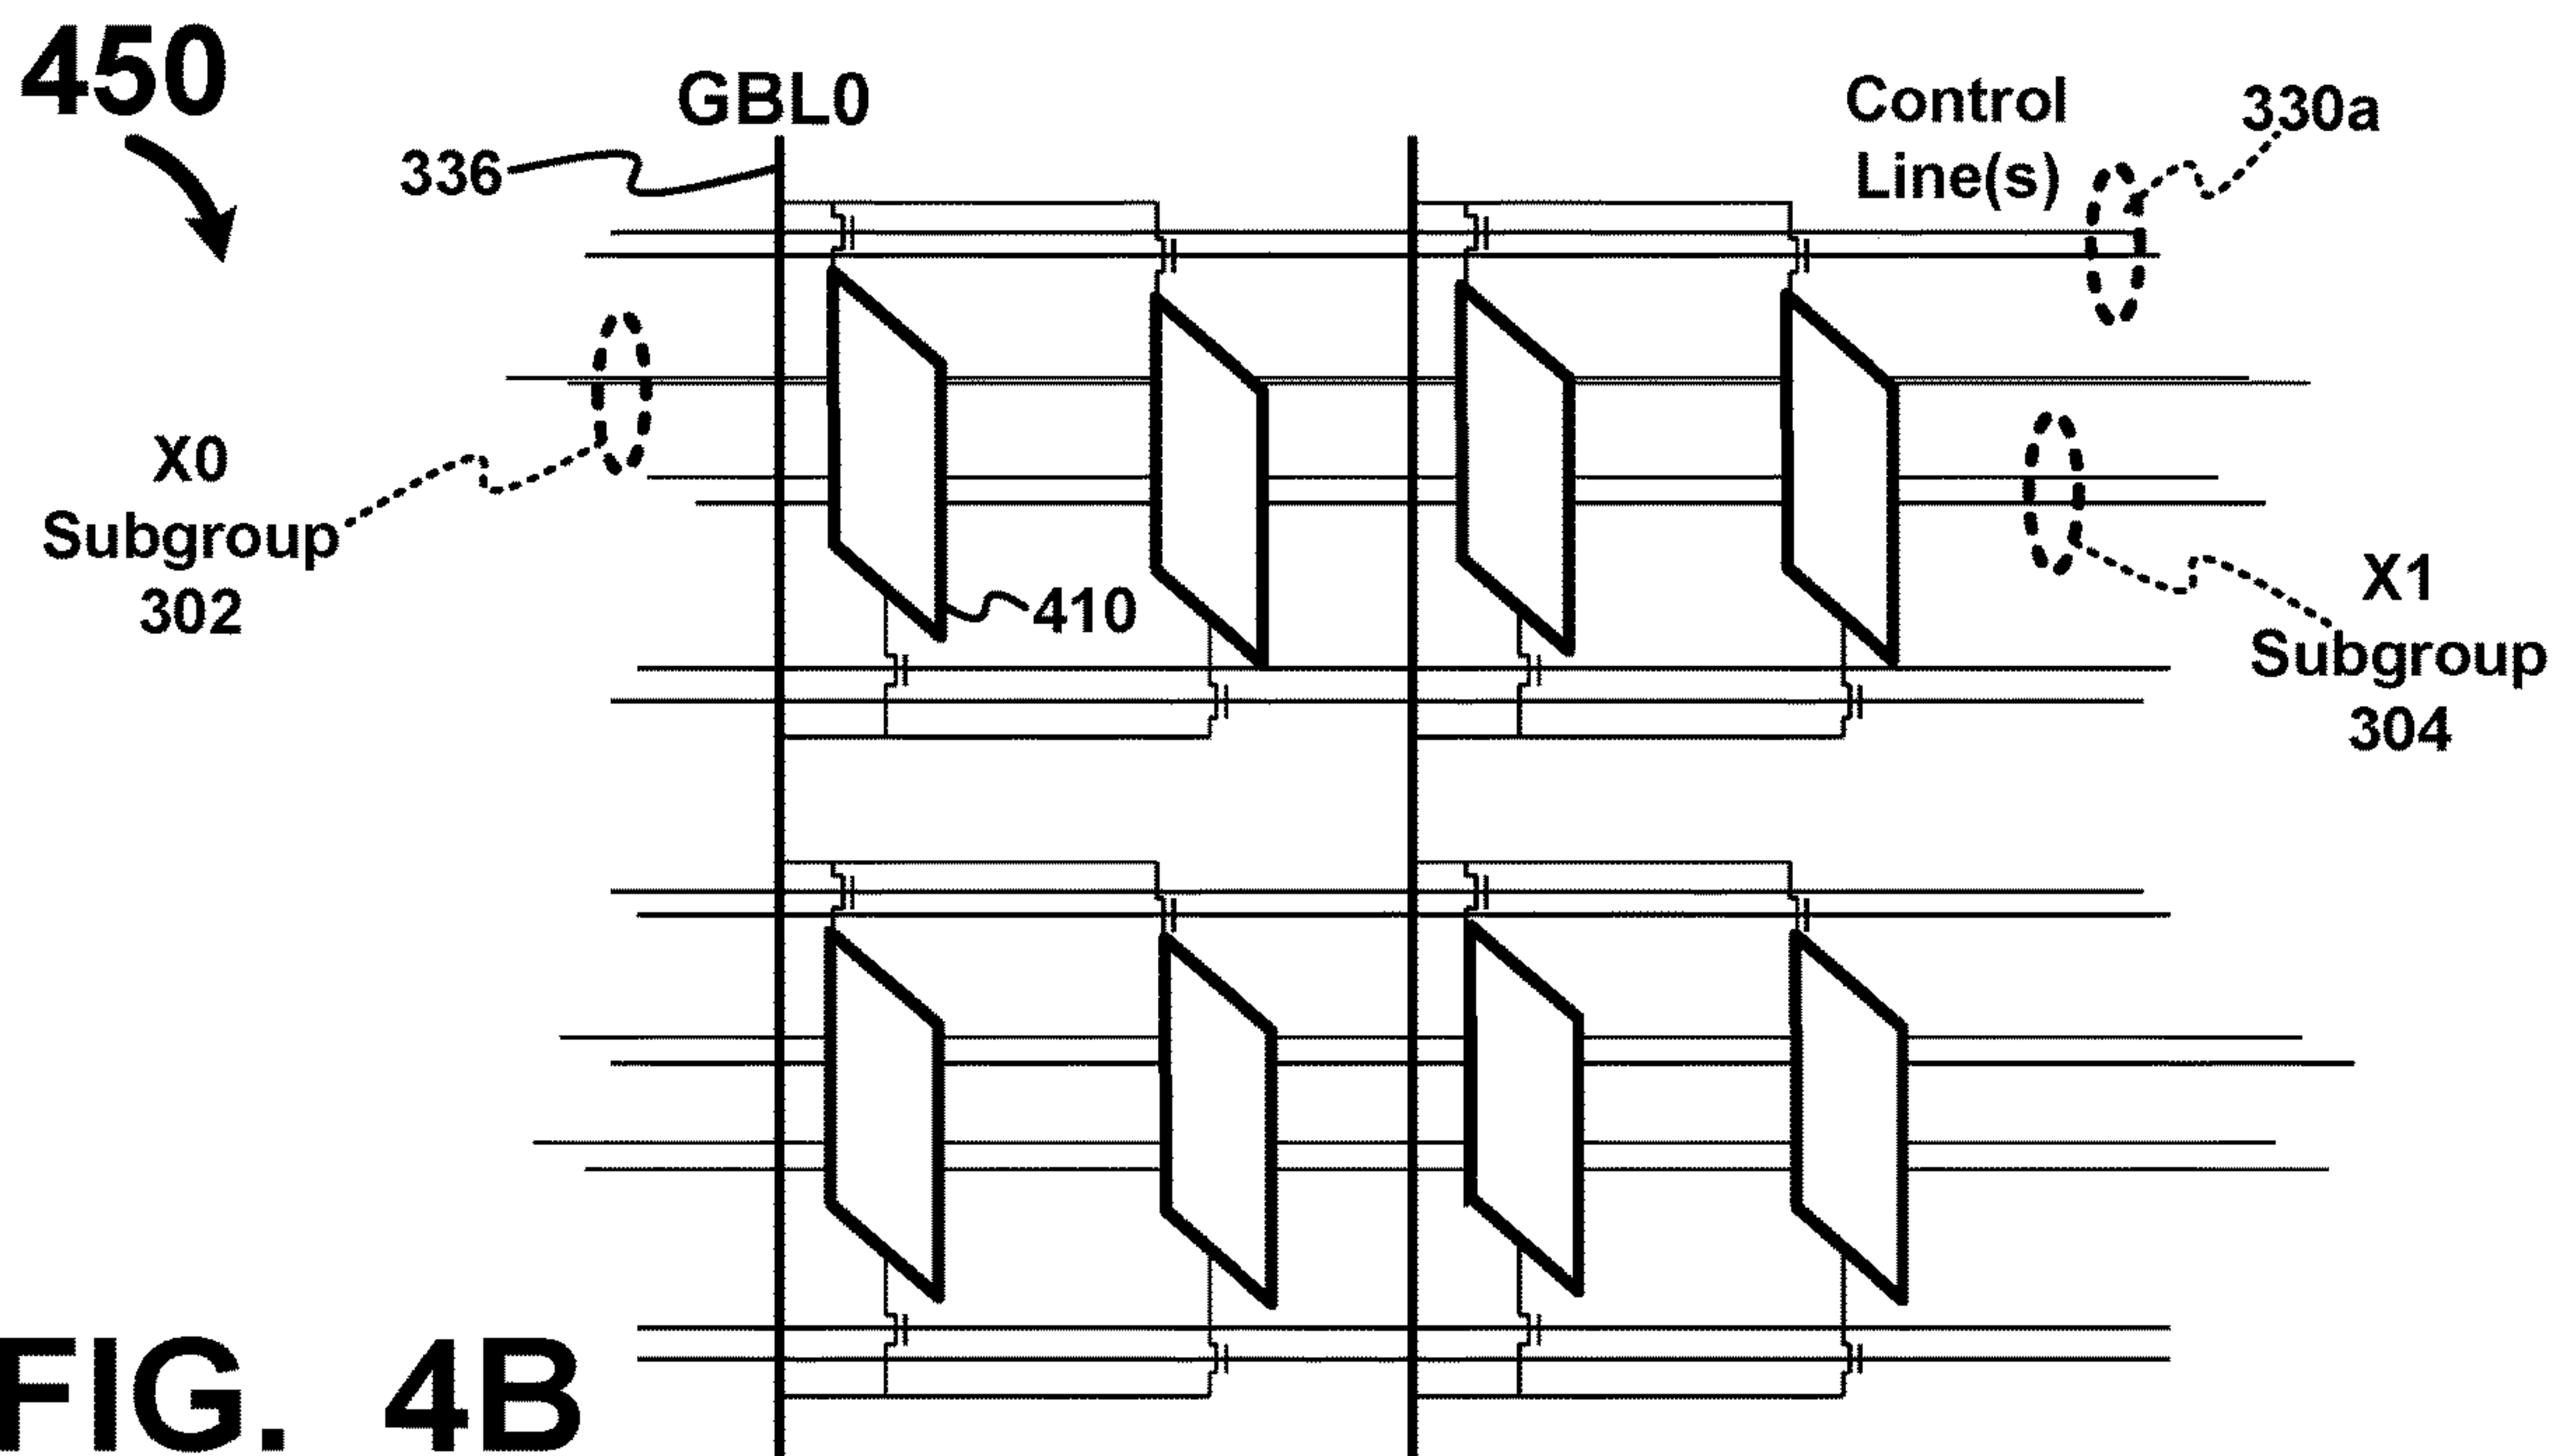 450
GBL0
336
Control
Line(s)
330a
X0
Subgroup
302
410
X1
Subgroup
304
FIG. 4B